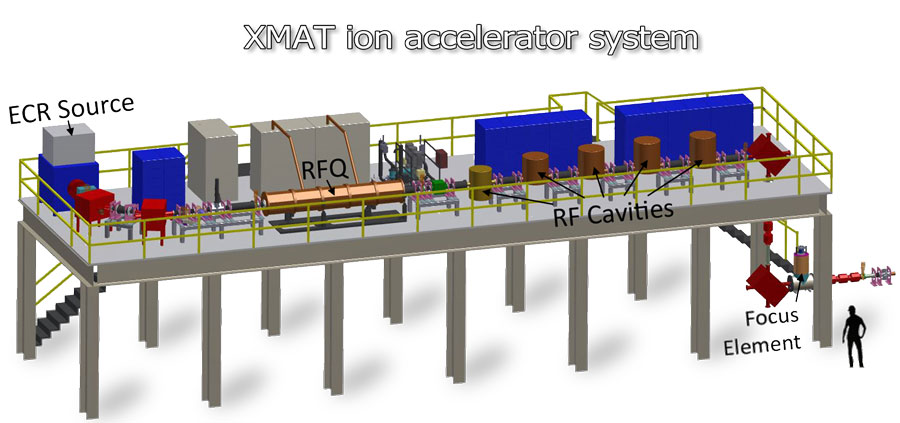 XMAT ion accelerator system
ECR Source
RFQ
RF Cavities
Focus
Element